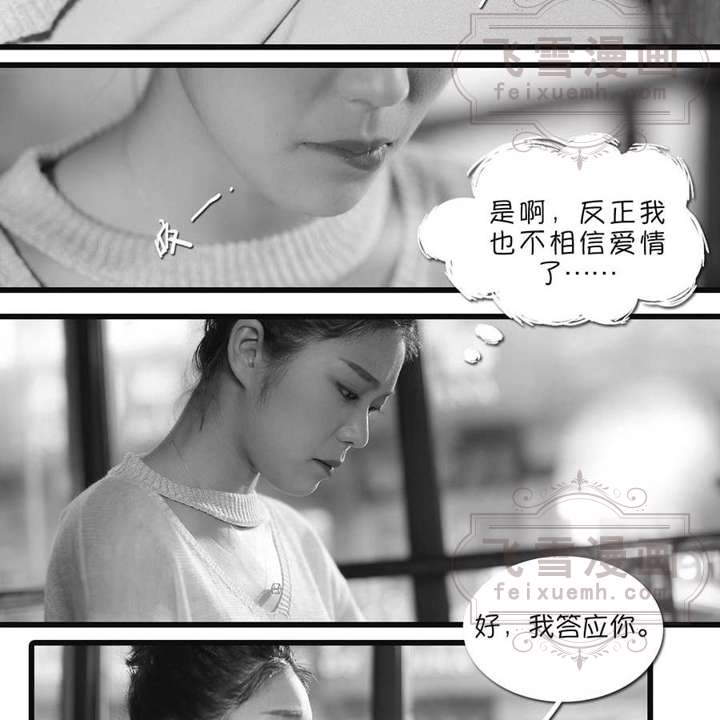 飞雪漫画
feixuemh.com
是啊，反正我
也不相信爱情
了……
飞雪漫画
feixuemh.com
好，我答应你。